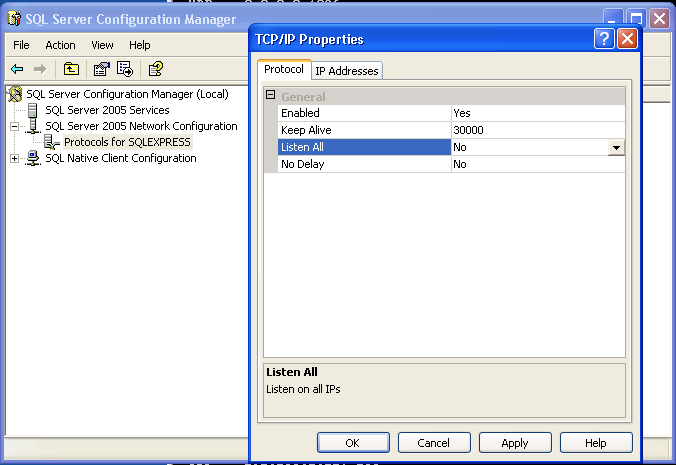 SQL Server Configuration Manager
File Action View Help
SQL Server Configuration Manager (Local)
SQL Server 2005 Services
SQL Server 2005 Network Configuration
Protocols for SQLEXPRESS
SQL Native Client Configuration
TCP/IP Properties
Protocol IP Addresses
General
Enabled Yes
Keep Alive 30000
Listen All No
No Delay No
Listen All
Listen on all IPs
OK Cancel Apply Help